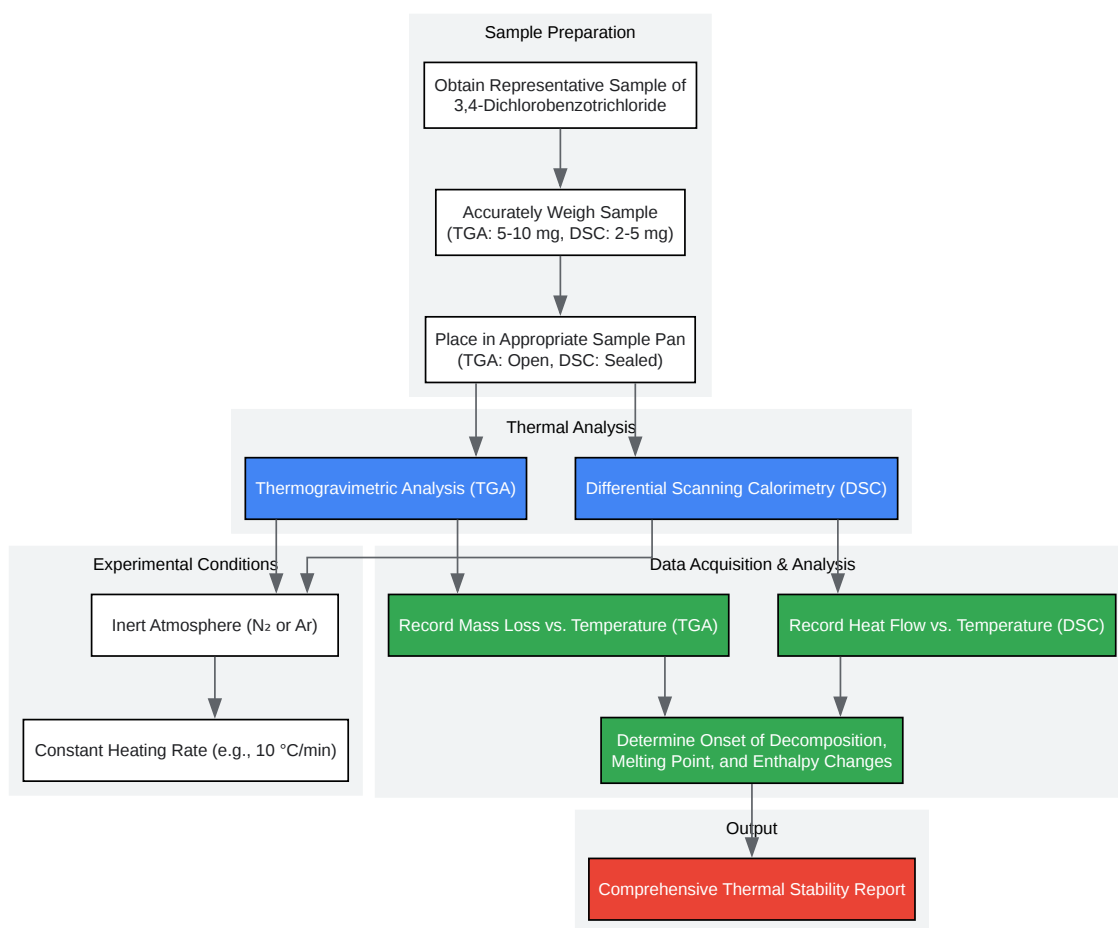 Sample Preparation
Obtain Representative Sample of
3,4-Dichlorobenzotrichloride
Accurately Weigh Sample
(TGA: 5-10 mg, DSC: 2-5 mg)
Place in Appropriate Sample Pan
(TGA: Open, DSC: Sealed)
Thermal Analysis
Thermogravimetric Analysis (TGA)
Differential Scanning Calorimetry (DSC)
Experimental Conditions
Inert Atmosphere (N₂ or Ar)
Constant Heating Rate (e.g., 10 °C/min)
Data Acquisition & Analysis
Record Mass Loss vs. Temperature (TGA)
Record Heat Flow vs. Temperature (DSC)
Determine Onset of Decomposition,
Melting Point, and Enthalpy Changes
Output
Comprehensive Thermal Stability Report